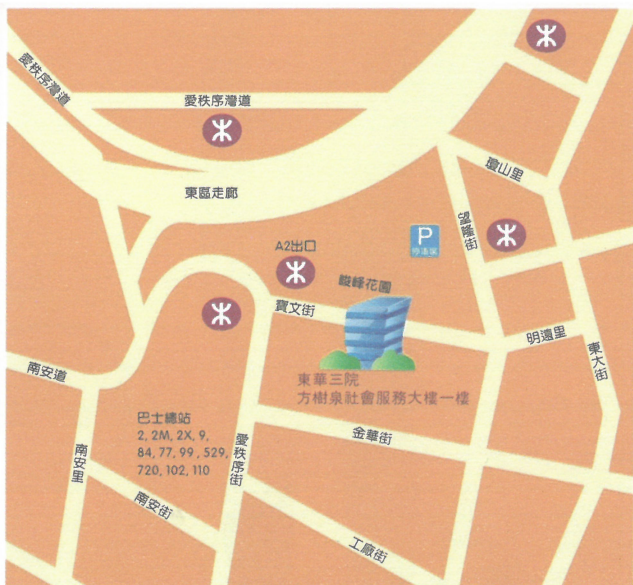 愛秩序灣道
愛秩序灣道
東區走廊
瓊山里
望隆街
P
停車場
A2出口
峻峰花園
寶文街
明遠里
東大街
南安道
東華三院
方樹泉社會服務大樓一樓
巴士總站
2, 2M, 2X, 9,
84, 77, 99, 529,
720, 102, 110
愛秩序街
金華街
南安里
南安街
工廠街